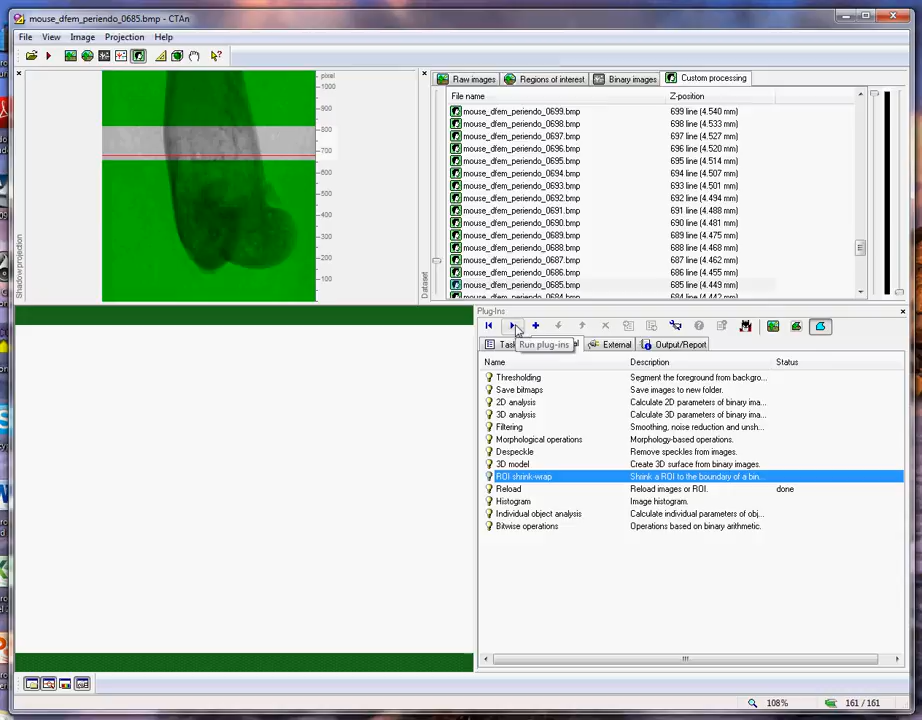 mouse_dfem_periendo_0685.bmp - CTAn
File View Image Projection Help
Shadow projection
pixel
1000
900
800
700
600
500
400
300
200
100
Dataset
Raw images Regions of interest Binary images Custom processing
File name Z-position
mouse_dfem_periendo_0699.bmp 699 line (4.540 mm)
mouse_dfem_periendo_0698.bmp 698 line (4.533 mm)
mouse_dfem_periendo_0697.bmp 697 line (4.527 mm)
mouse_dfem_periendo_0696.bmp 696 line (4.520 mm)
mouse_dfem_periendo_0695.bmp 695 line (4.514 mm)
mouse_dfem_periendo_0694.bmp 694 line (4.507 mm)
mouse_dfem_periendo_0693.bmp 693 line (4.501 mm)
mouse_dfem_periendo_0692.bmp 692 line (4.494 mm)
mouse_dfem_periendo_0691.bmp 691 line (4.488 mm)
mouse_dfem_periendo_0690.bmp 690 line (4.481 mm)
mouse_dfem_periendo_0689.bmp 689 line (4.475 mm)
mouse_dfem_periendo_0688.bmp 688 line (4.468 mm)
mouse_dfem_periendo_0687.bmp 687 line (4.462 mm)
mouse_dfem_periendo_0686.bmp 686 line (4.455 mm)
mouse_dfem_periendo_0685.bmp 685 line (4.449 mm)
mouse_dfem_periendo_0684.bmp 684 line (4.442 mm)
Plug-Ins
Run plug-ins
External Output/Report
Name Description Status
Thresholding Segment the foreground from backgro...
Save bitmaps Save images to new folder.
2D analysis Calculate 2D parameters of binary ima...
3D analysis Calculate 3D parameters of binary ima...
Filtering Smoothing, noise reduction and unsh...
Morphological operations Morphology-based operations.
Despeckle Remove speckles from images.
3D model Create 3D surface from binary images.
ROI shrink-wrap Shrink a ROI to the boundary of a bin...
Reload Reload images or ROI. done
Histogram Image histogram.
Individual object analysis Calculate individual parameters of obj...
Bitwise operations Operations based on binary arithmetic.
108% 161 / 161